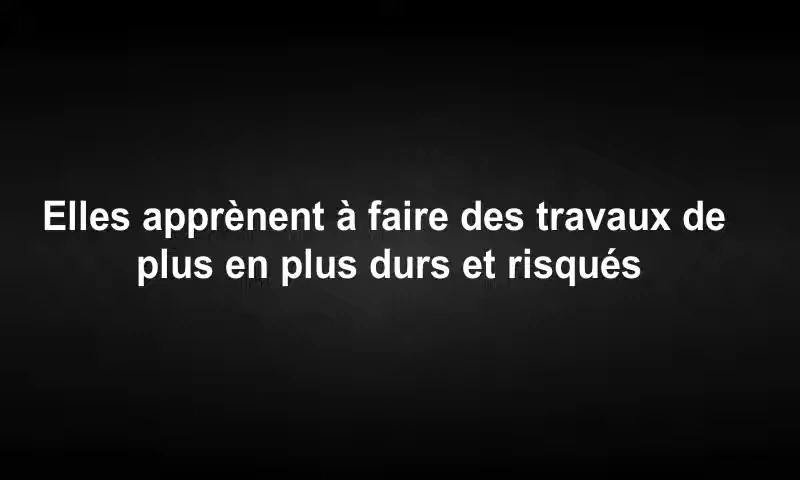 Elles apprènent à faire des travaux de
plus en plus durs et risqués